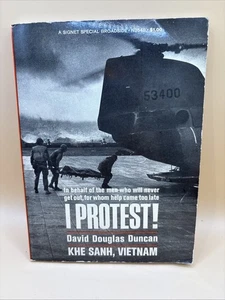 A SIGNET SPECIAL BROADSIDE
$1.00
53400
In behalf of the men who will never
get out, for whom help came too late
I PROTEST!
David Douglas Duncan
KHE SANH, VIETNAM